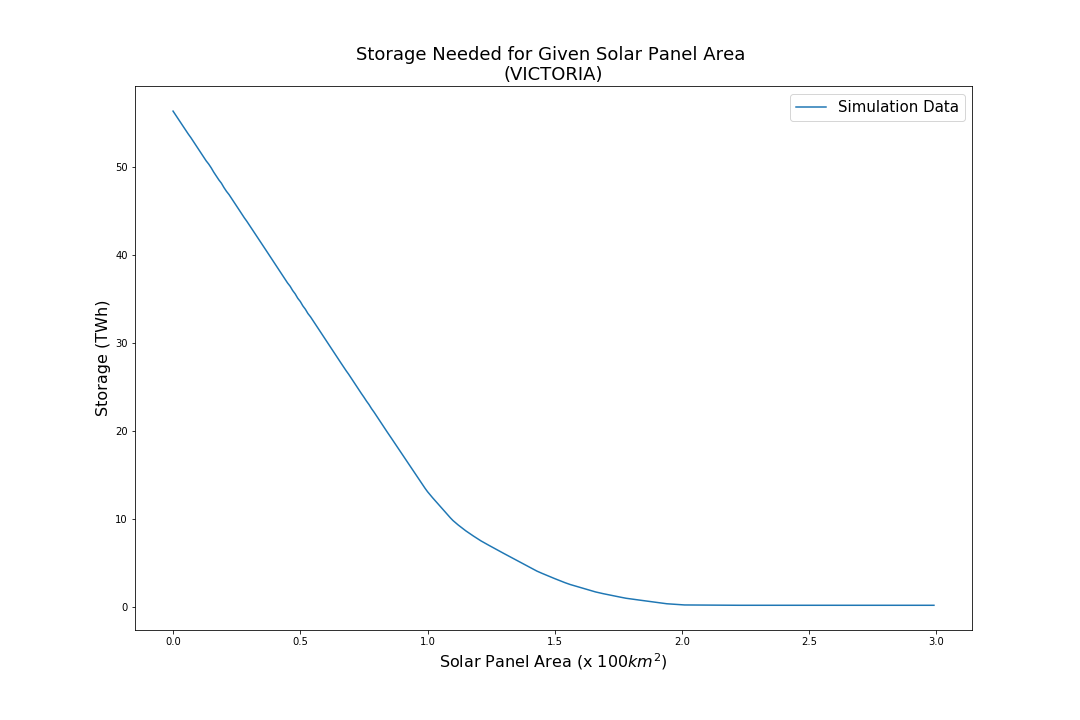 Storage Needed for Given Solar Panel Area
(VICTORIA)
Simulation Data
50
40
30
20
10
0
Storage (TWh)
0.0 0.5 1.0 1.5 2.0 2.5 3.0
Solar Panel Area (x 100km²)